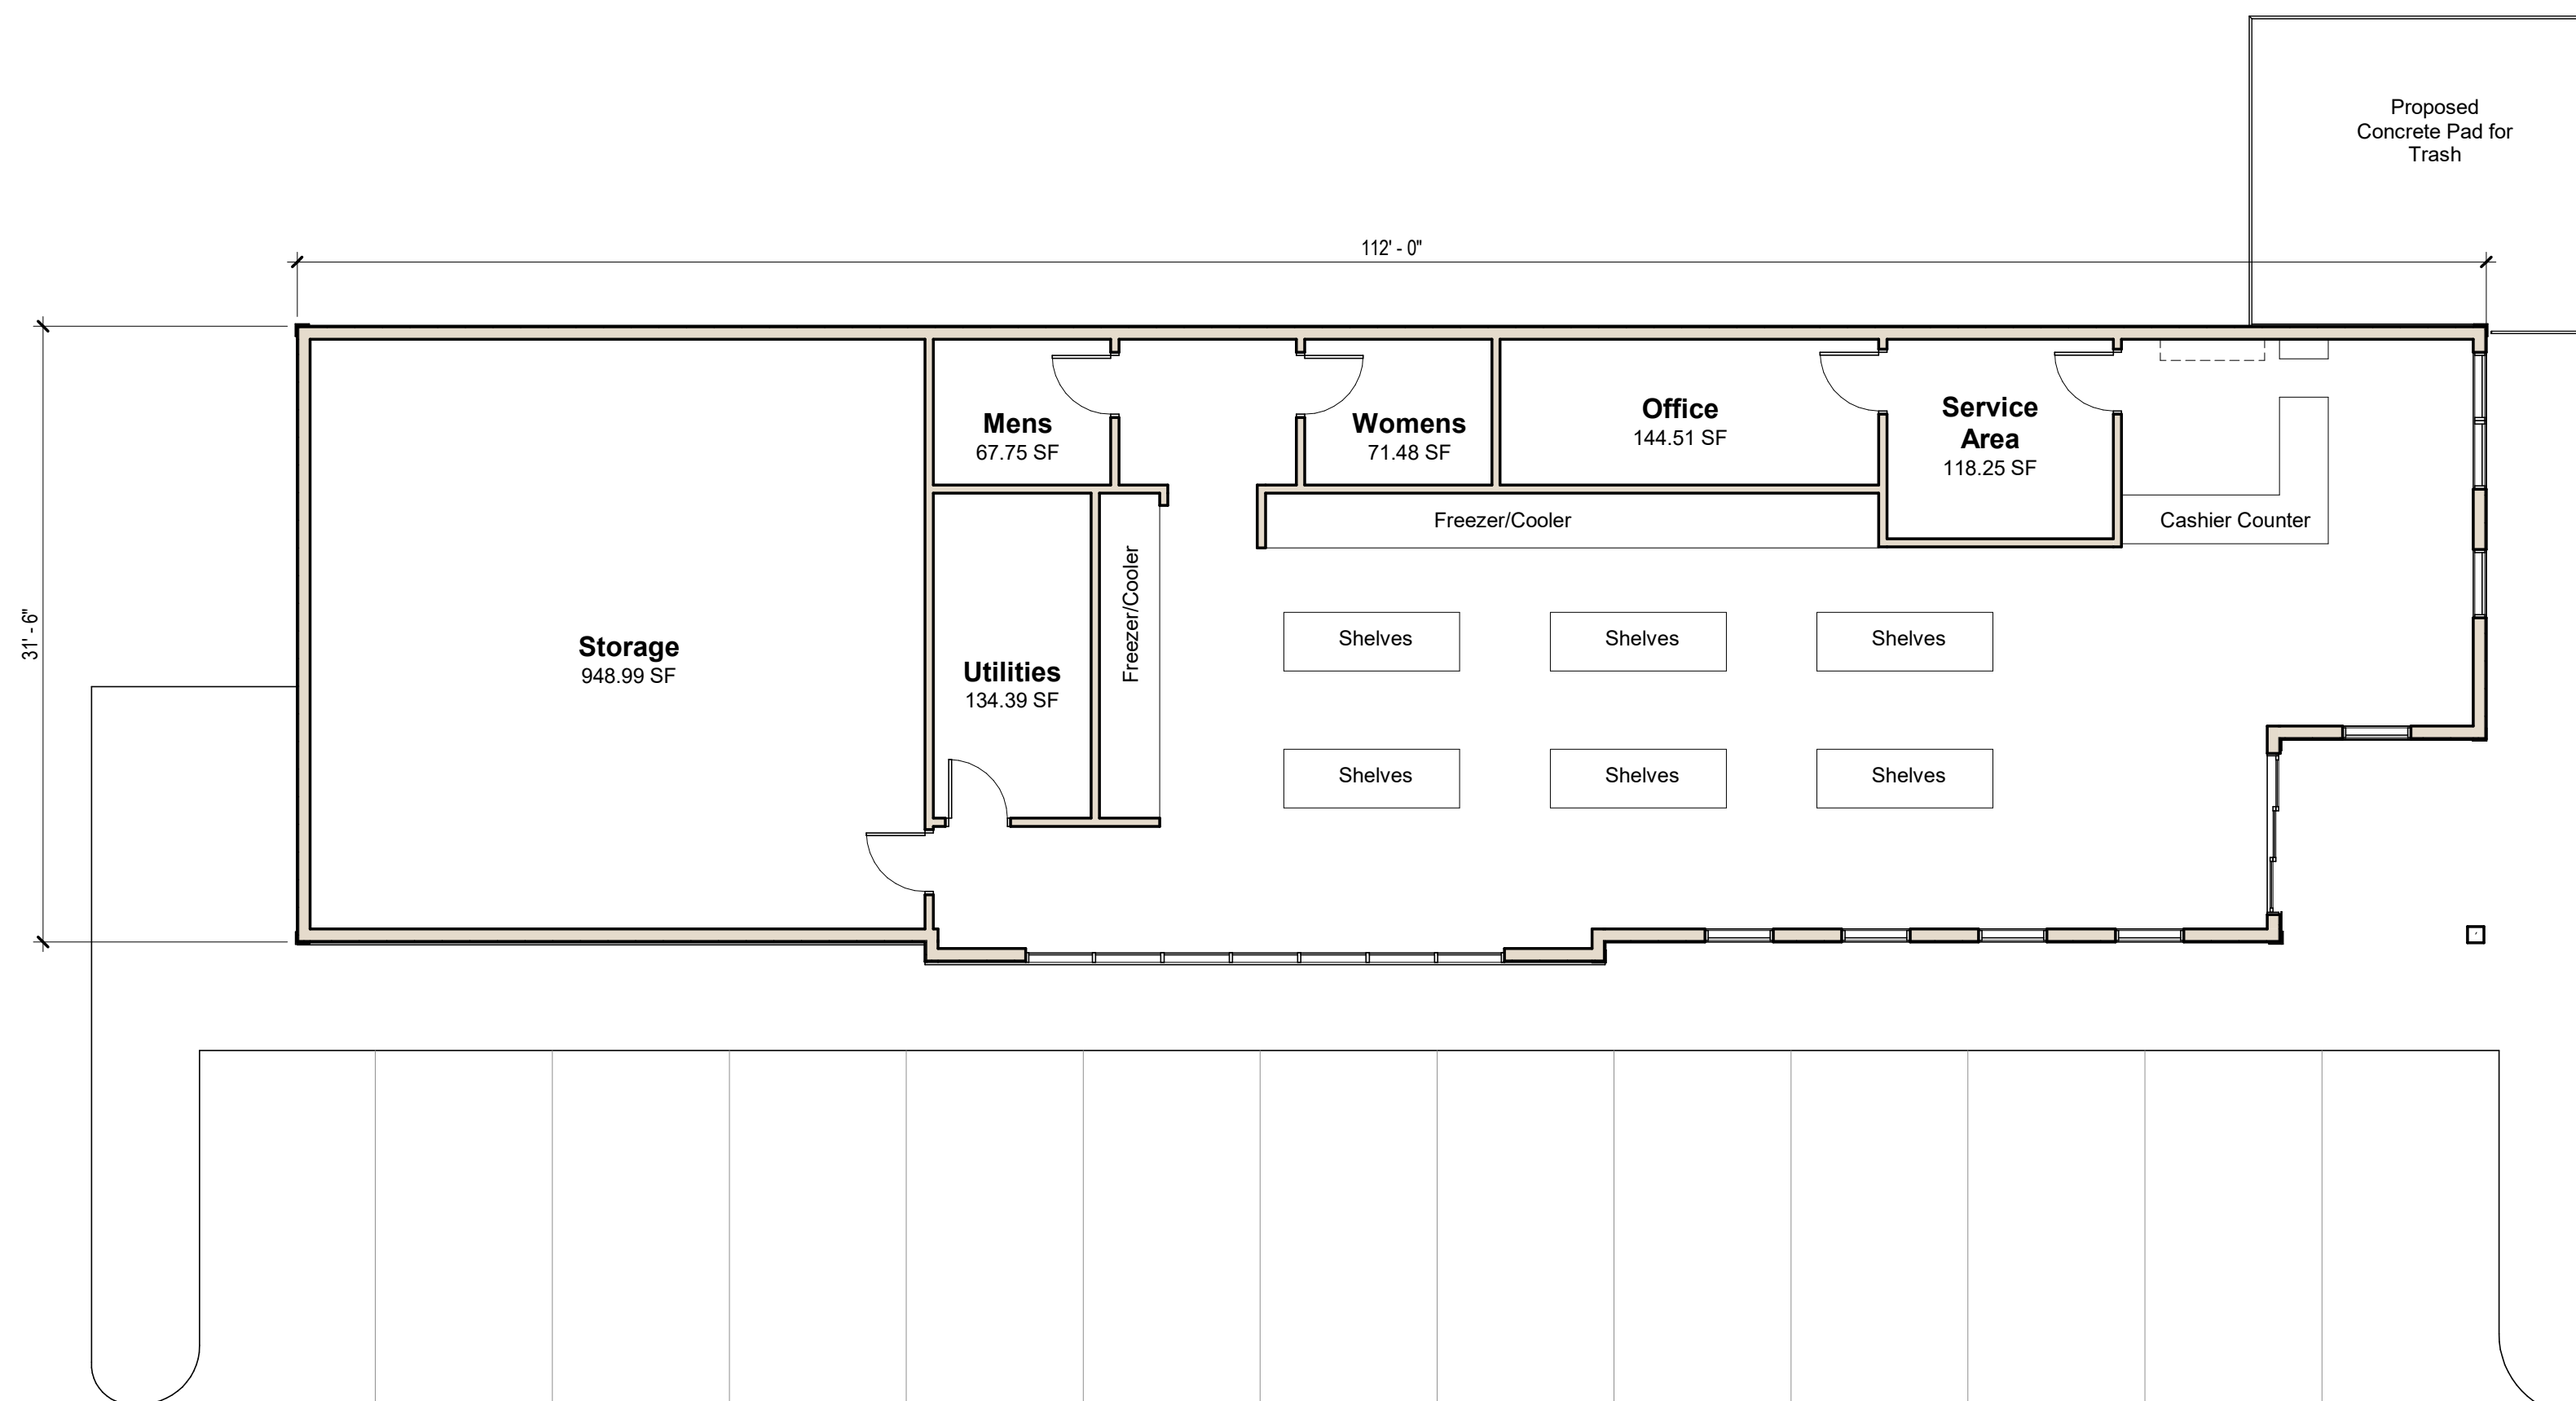 Proposed
Concrete Pad for
Trash
112' - 0"
31' - 6"
Mens
67.75 SF
Womens
71.48 SF
Office
144.51 SF
Service
Area
118.25 SF
Freezer/Cooler
Cashier Counter
Freezer/Cooler
Storage
948.99 SF
Utilities
134.39 SF
Shelves
Shelves
Shelves
Shelves
Shelves
Shelves